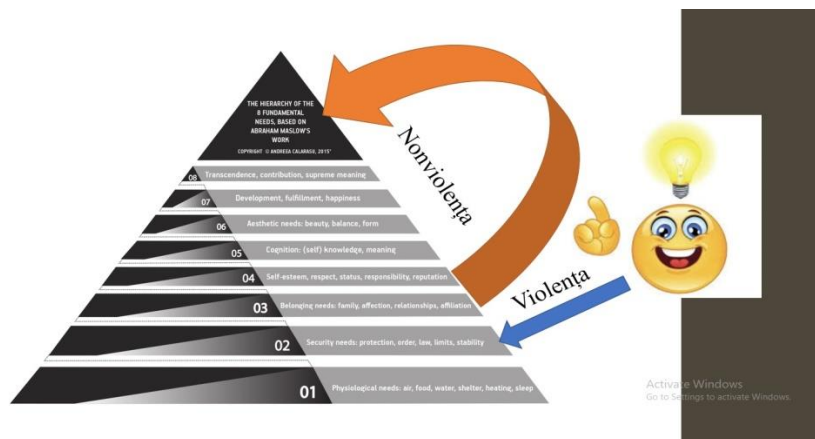 THE HIERARCHY OF THE
8 FUNDAMENTAL
NEEDS, BASED ON
ABRAHAM MASLOW'S
WORK
COPYRIGHT © ANDREEA CALARASU, 2015*
08 Transcendence, contribution, supreme meaning
07 Development, fulfillment, happiness
06 Aesthetic needs: beauty, balance, form
05 Cognition: (self) knowledge, meaning
04 Self-esteem, respect, status, responsibility, reputation
03 Belonging needs: family, affection, relationships, affiliation
02 Security needs: protection, order, law, limits, stability
01 Physiological needs: air, food, water, shelter, heating, sleep
Nonviolența
Violența
Activate Windows
Go to Settings to activate Windows.